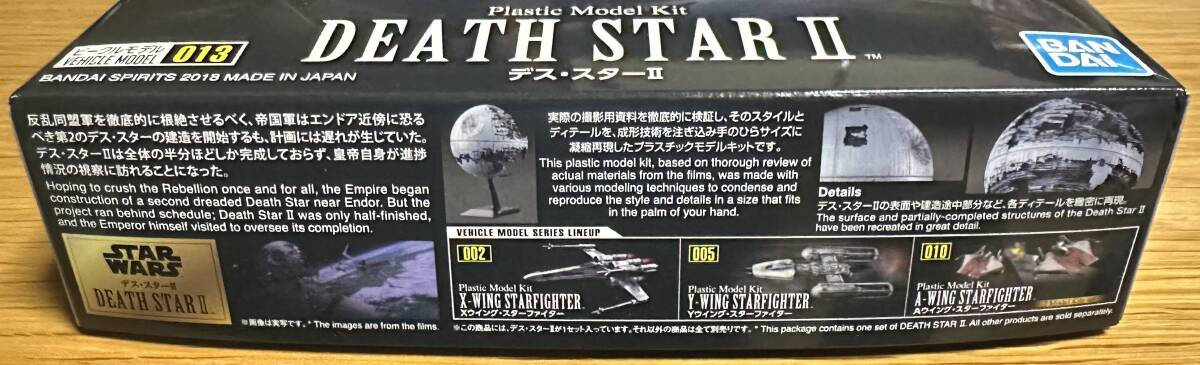 Plastic Model Kit
DEATH STAR II™
デス・スターII
ビークルモデル
VEHICLE MODEL 013
BANDAI SPIRITS 2018 MADE IN JAPAN
BAN
DAI
反乱同盟軍を徹底的に根絶させるべく、帝国軍はエンドア近傍に恐る
べき第2のデス・スターの建造を開始するも、計画には遅れが生じていた。
デス・スターIIは全体の半分ほどしか完成しておらず、皇帝自身が進捗
情況の視察に訪れることになった。
Hoping to crush the Rebellion once and for all, the Empire began
construction of a second dreaded Death Star near Endor. But the
project ran behind schedule; Death Star II was only half-finished,
and the Emperor himself visited to oversee its completion.
STAR
WARS
デス・スターII
DEATH STAR II
※画像は実写です。* The images are from the films.
実際の撮影用資料を徹底的に検証し、そのスタイルと
ディテールを、成形技術を注ぎ込み手のひらサイズに
凝縮再現したプラスチックモデルキットです。
This plastic model kit, based on thorough review of
actual materials from the films, was made with
various modeling techniques to condense and
reproduce the style and details in a size that fits
in the palm of your hand.
Details
デス・スターIIの表面や建造途中部分など、各ディテールを精密に再現。
The surface and partially-completed structures of the Death Star II
have been recreated in great detail.
VEHICLE MODEL SERIES LINEUP
002
Plastic Model Kit
X-WING STARFIGHTER
Xウイング・スターファイター
005
Plastic Model Kit
Y-WING STARFIGHTER
Yウイング・スターファイター
010
Plastic Model Kit
A-WING STARFIGHTER
Aウイング・スターファイター
※この商品には、デス・スターIIが1セット入っています。それ以外の商品は全て別売りです。* This package contains one set of DEATH STAR II. All other products are sold separately.